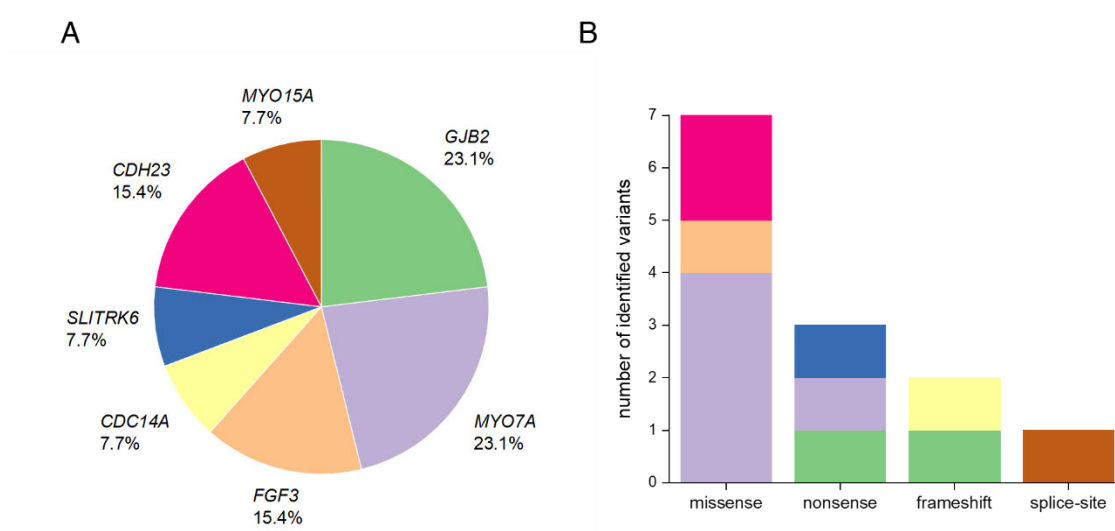 A
MYO15A
7.7%
GJB2
23.1%
CDH23
15.4%
SLITRK6
7.7%
CDC14A
7.7%
MYO7A
23.1%
FGF3
15.4%
B
number of identified variants
7
6
5
4
3
2
1
0
missense nonsense frameshift splice-site